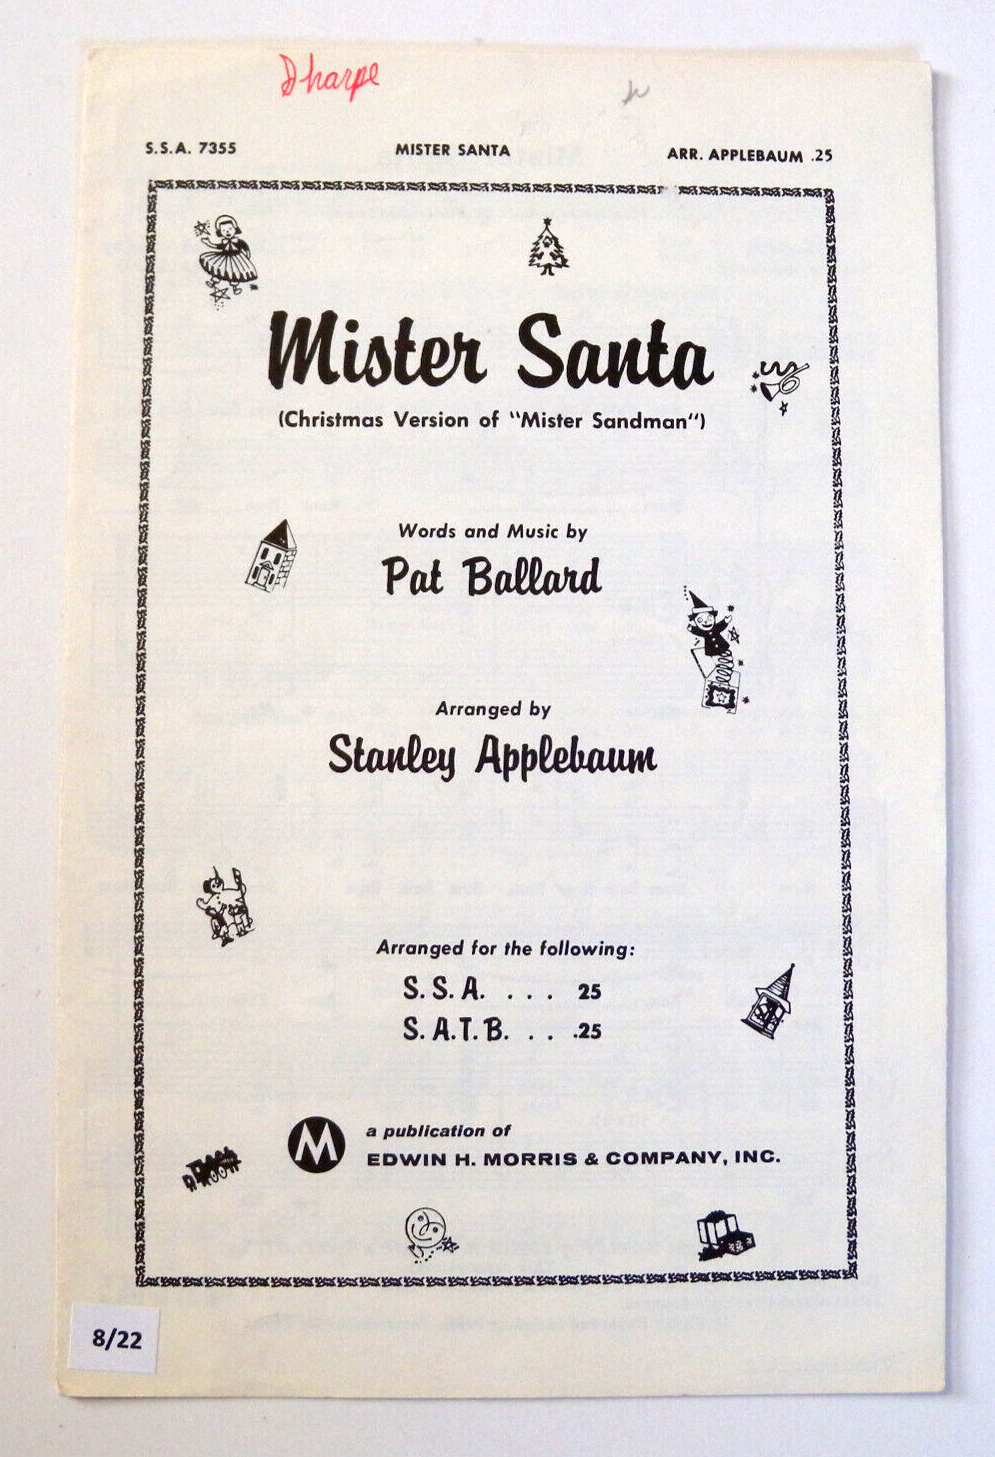 Sharpe
S.S.A. 7355 MISTER SANTA ARR. APPLEBAUM .25
Mister Santa
(Christmas Version of "Mister Sandman")
Words and Music by
Pat Ballard
Arranged by
Stanley Applebaum
Arranged for the following:
S. S. A. . . . 25
S. A. T. B. . . .25
M
a publication of
EDWIN H. MORRIS & COMPANY, INC.
8/22